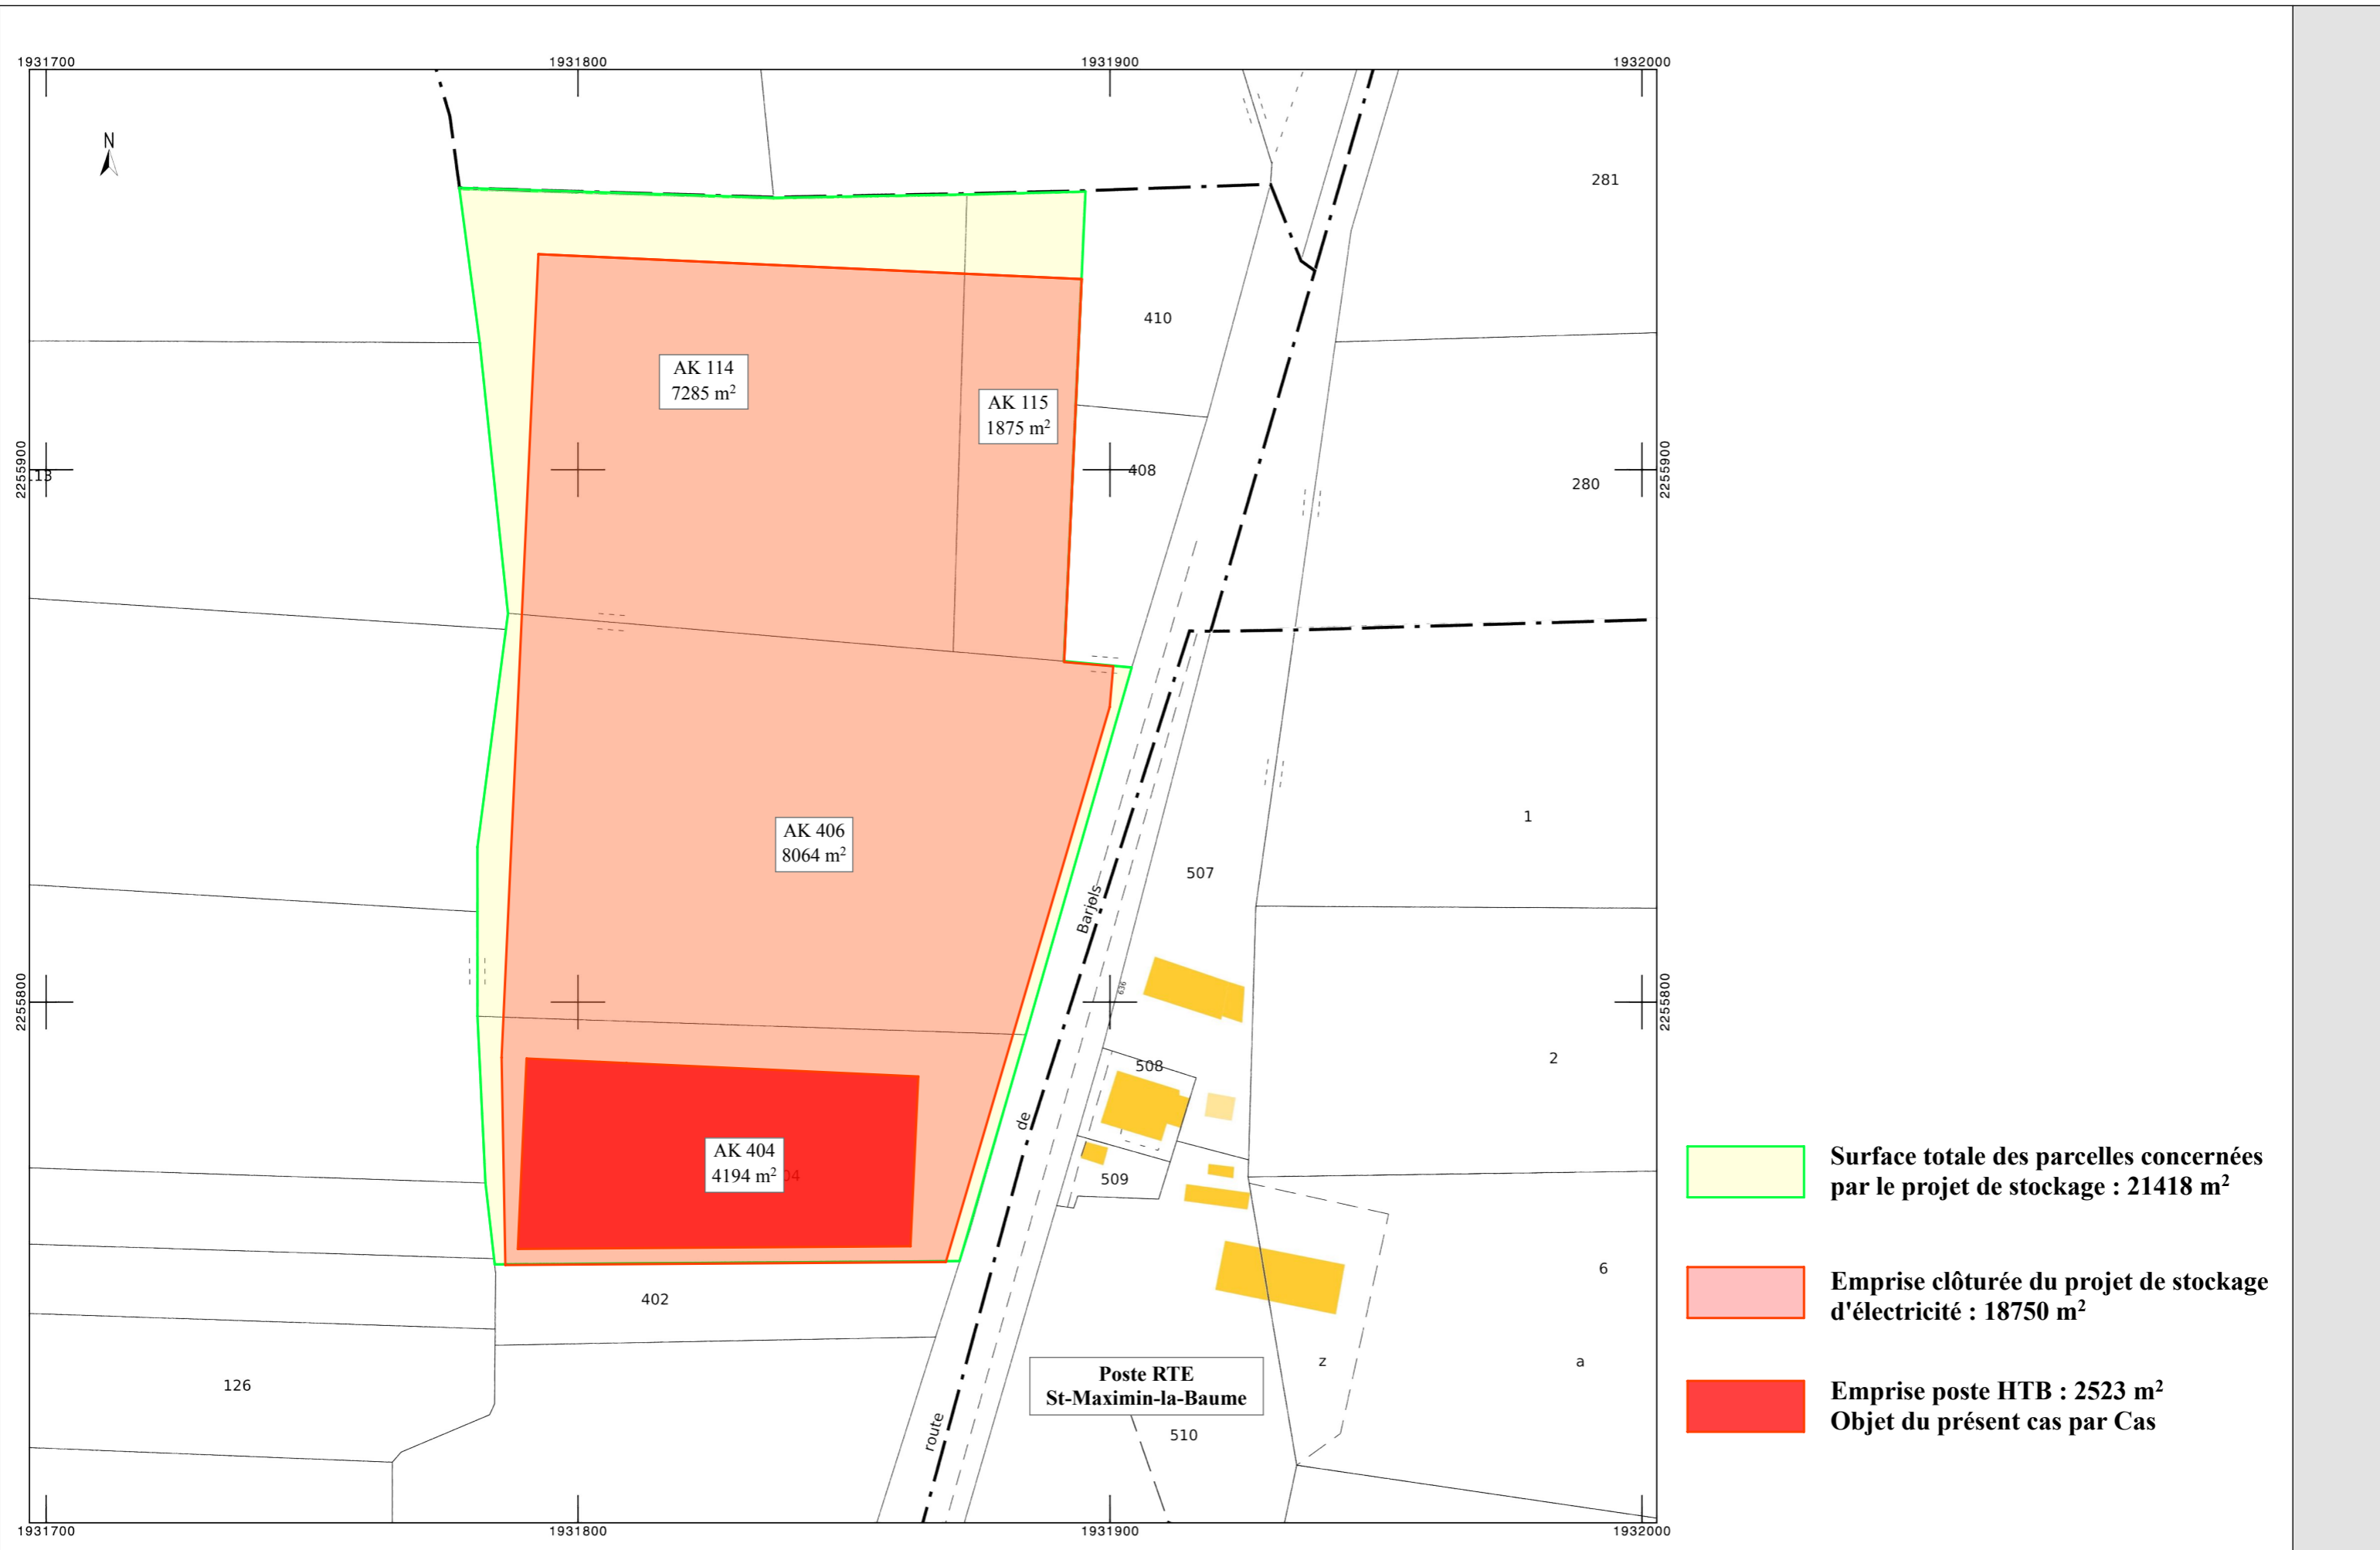 1931700
1931800
1931900
1932000
N
281
410
AK 114
7285 m²
AK 115
1875 m²
2255900
2255900
.13
408
280
AK 406
8064 m²
1
507
Barjols
2255800
2255800
636
508
2
de
AK 404
4194 m²
04
509
Surface totale des parcelles concernées
par le projet de stockage : 21418 m²
6
Emprise clôturée du projet de stockage
d'électricité : 18750 m²
402
z
a
Poste RTE
St-Maximin-la-Baume
126
Emprise poste HTB : 2523 m²
Objet du présent cas par Cas
route
510
1931700
1931800
1931900
1932000